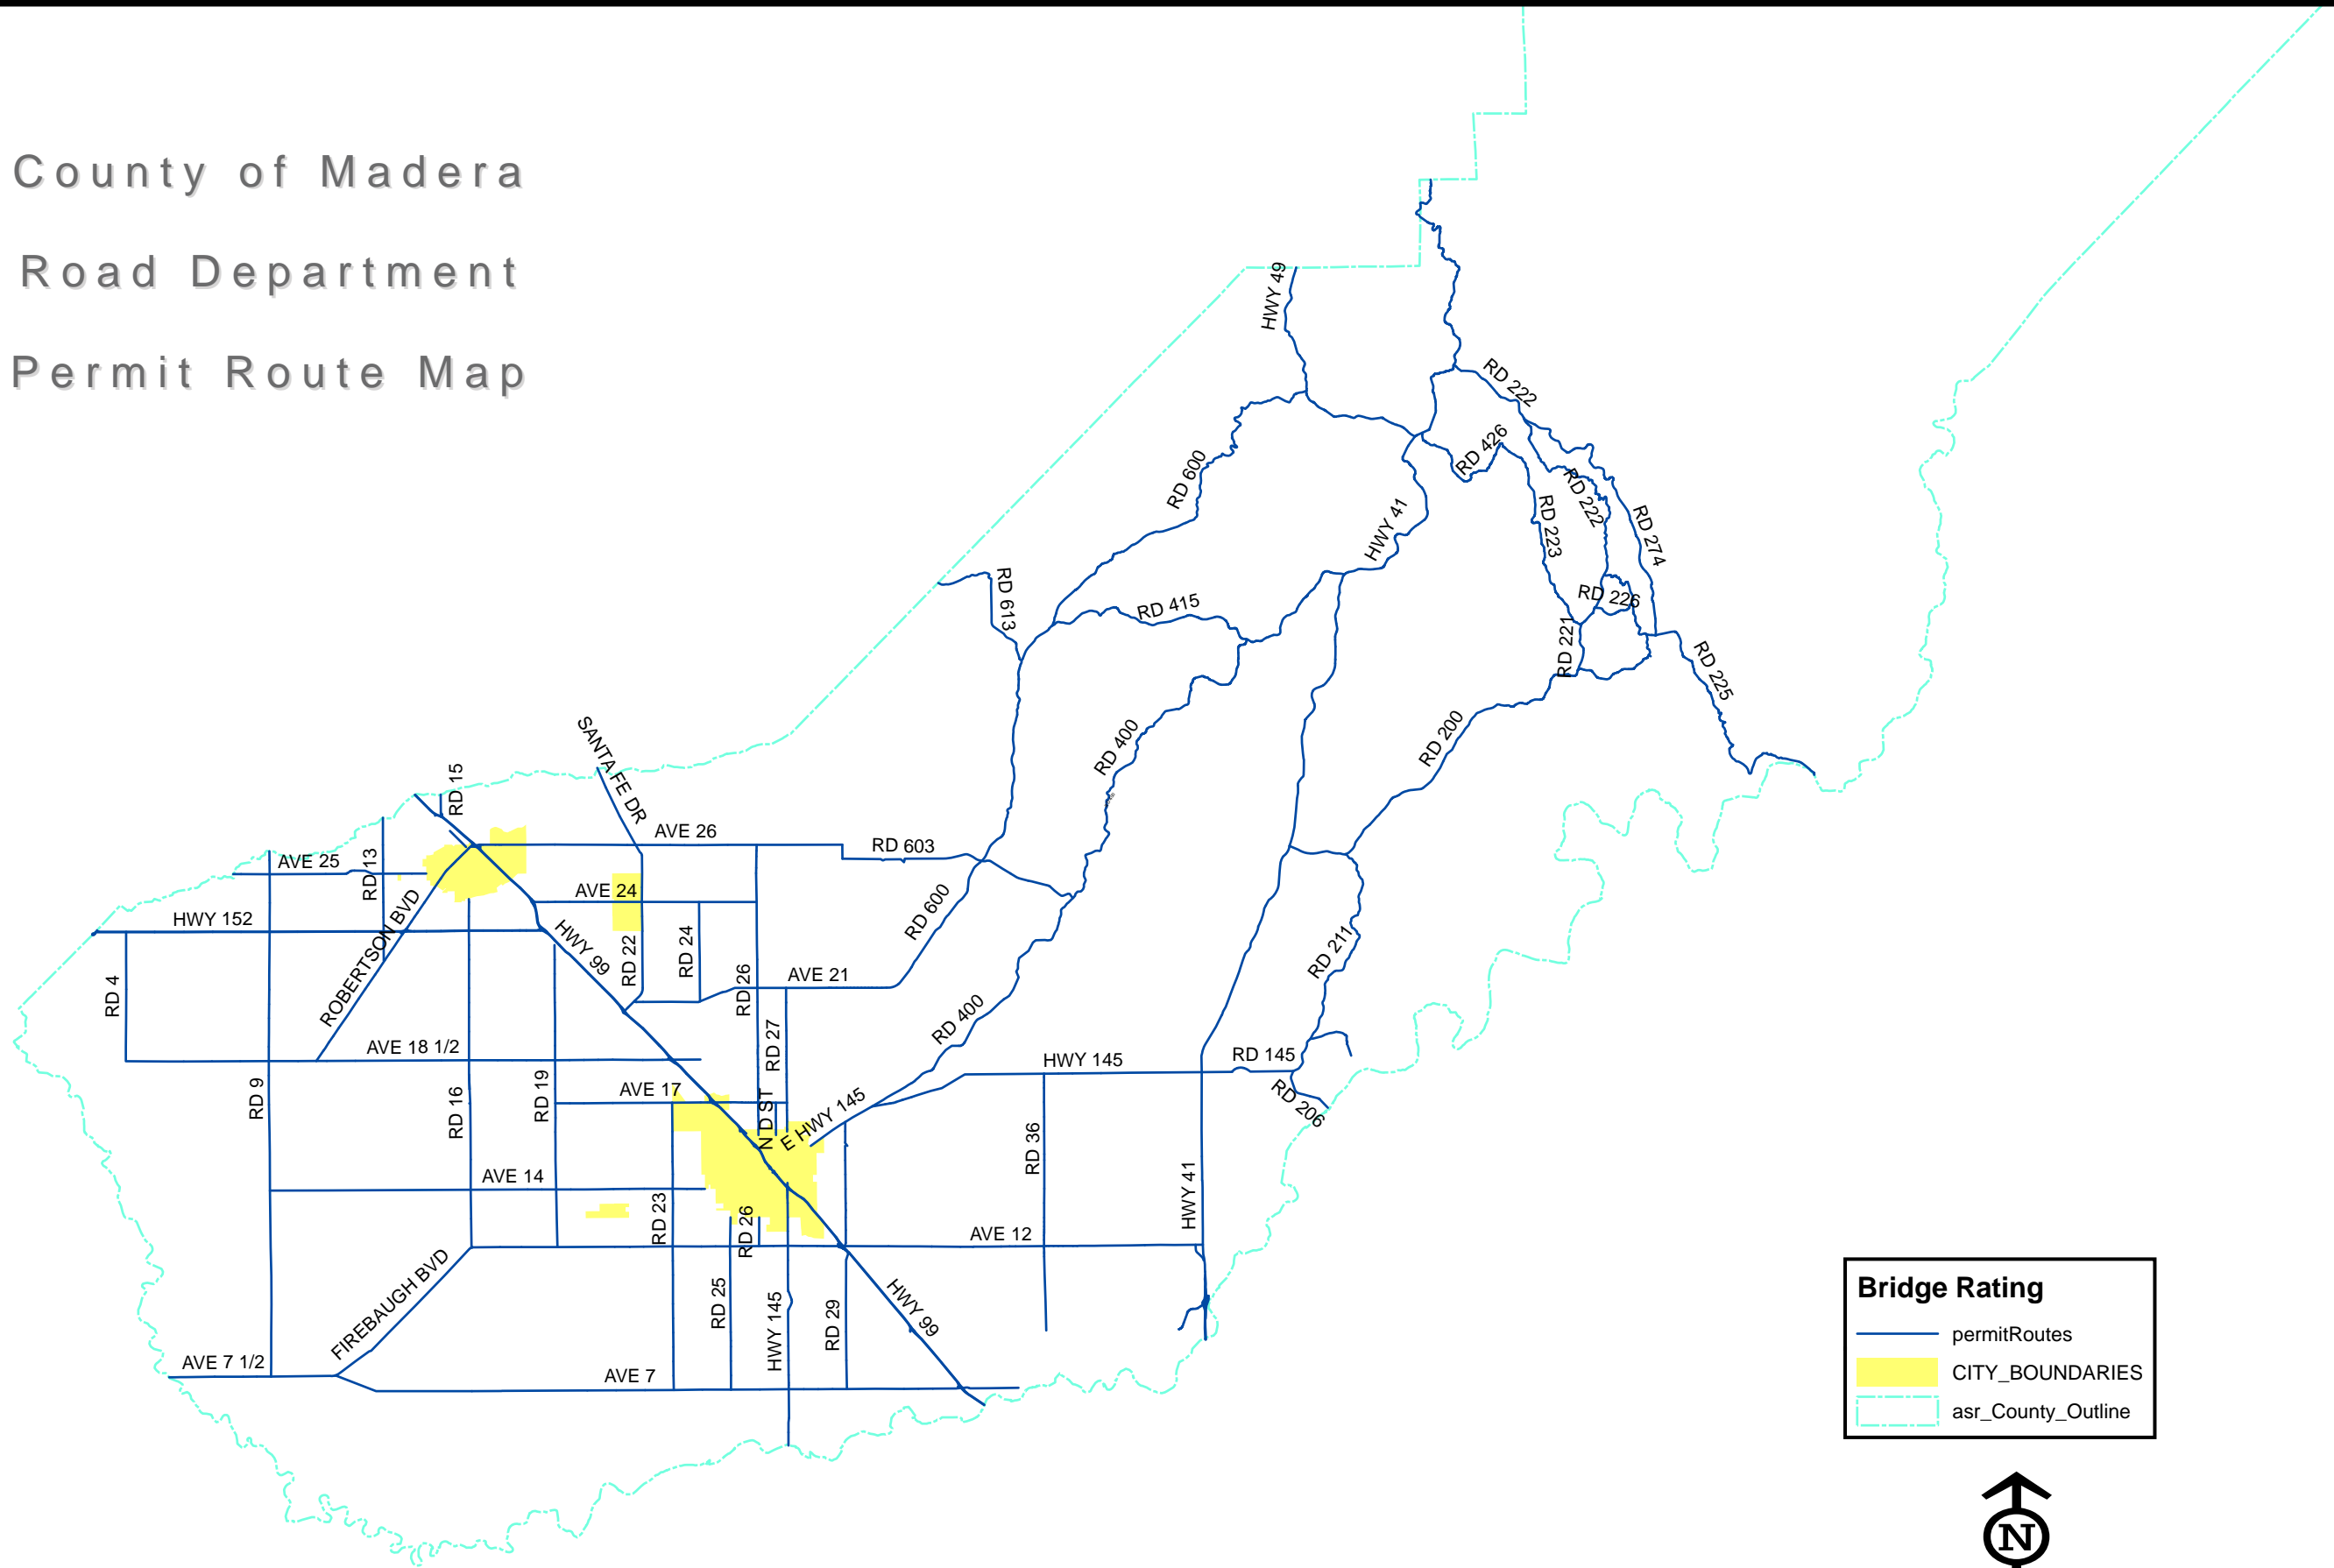 County of Madera
Road Department
Permit Route Map
HWY 49
RD 222
RD 426
RD 600
RD 222
RD 223
HWY 41
RD 274
RD 613
RD 415
RD 226
RD 221
RD 225
RD 400
RD 200
SANTA FE DR
RD 15
AVE 26
RD 603
AVE 25
RD 13
AVE 24
HWY 152
ROBERTSON BVD
HWY 99
RD 22
RD 24
RD 600
RD 26
AVE 21
RD 211
RD 4
RD 400
RD 27
AVE 18 1/2
HWY 145
RD 145
RD 9
RD 16
RD 19
AVE 17
N D ST
E HWY 145
RD 206
RD 36
AVE 14
HWY 41
RD 23
RD 26
AVE 12
FIREBAUGH BVD
RD 25
HWY 145
RD 29
HWY 99
AVE 7 1/2
AVE 7
Bridge Rating
permitRoutes
CITY_BOUNDARIES
asr_County_Outline
N